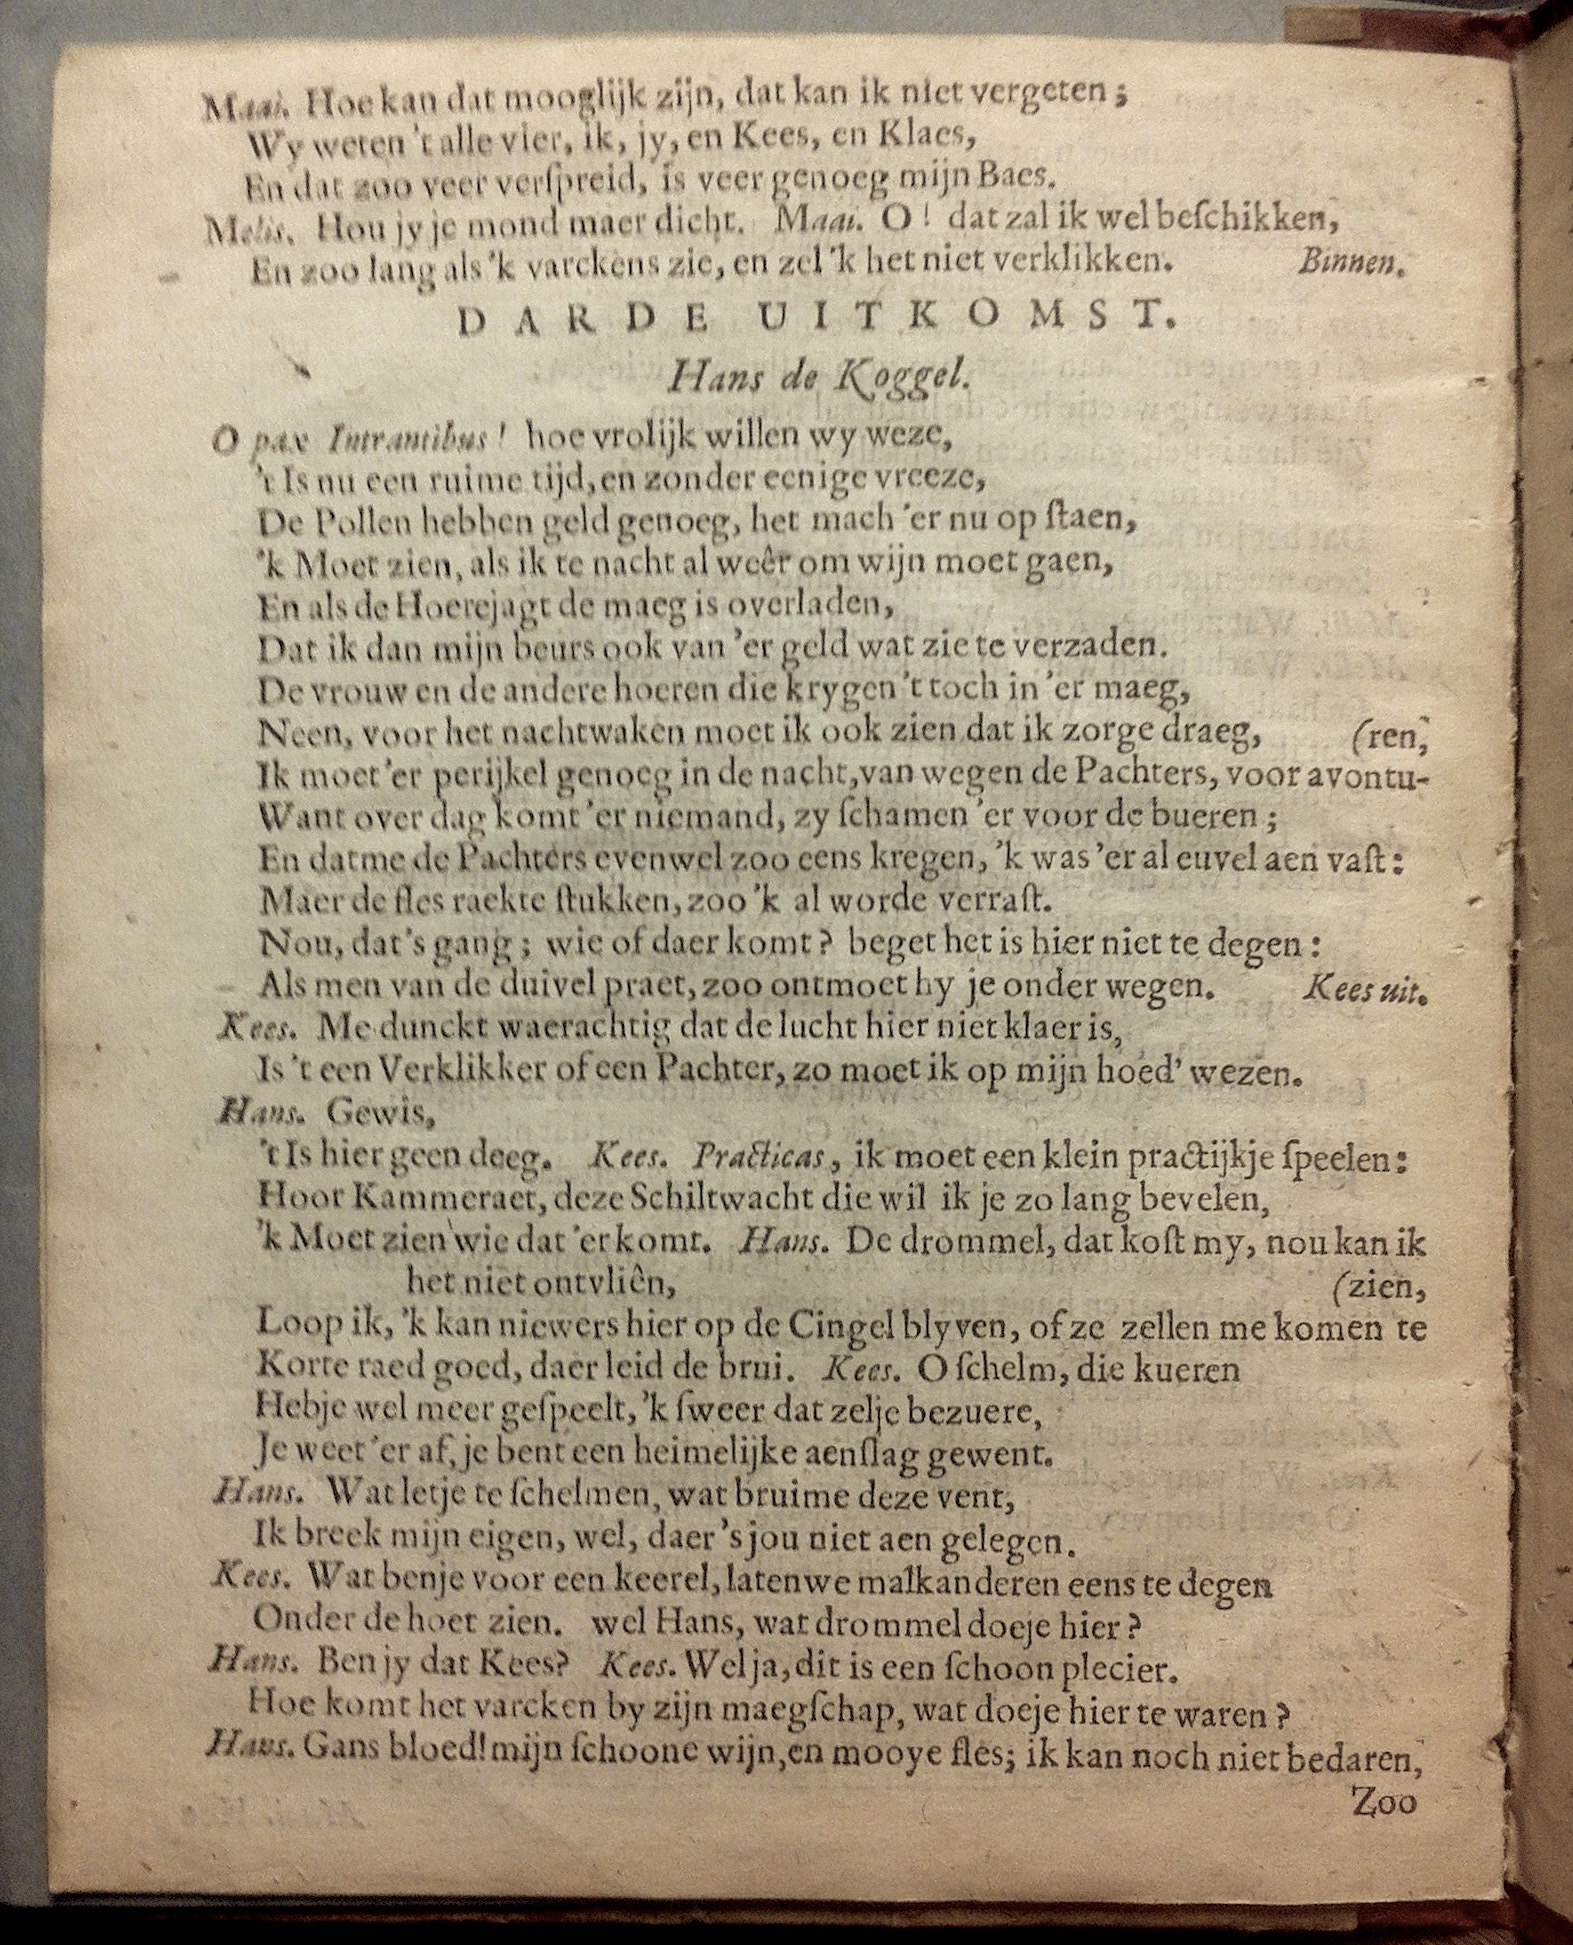 Maai. Hoe kan dat mooglijk zijn, dat kan ik niet vergeten;
Wy weten 't alle vier, ik, jy, en Kees, en Klaes,
En dat zoo veer verſpreid, is veer genoeg mijn Baes.
Melis. Hou jy je mond maer dicht. Maai. O! dat zal ik wel beſchikken,
En zoo lang als 'k varckens zie, en zel 'k het niet verklikken. Binnen.
DARDE UITKOMST.
Hans de Koggel.
O pax Intrantibus! hoe vrolijk willen wy weze,
't Is nu een ruime tijd, en zonder eenige vreeze,
De Pollen hebben geld genoeg, het mach 'er nu op ſtaen,
'k Moet zien, als ik te nacht al weêr om wijn moet gaen,
En als de Hoerejagt de maeg is overladen,
Dat ik dan mijn beurs ook van 'er geld wat zie te verzaden.
De vrouw en de andere hoeren die krygen 't toch in 'er maeg,
Neen, voor het nachtwaken moet ik ook zien dat ik zorge draeg, (ren,
Ik moet 'er perijkel genoeg in de nacht, van wegen de Pachters, voor avontu-
Want over dag komt 'er niemand, zy ſchamen 'er voor de bueren;
En datme de Pachters evenwel zoo eens kregen, 'k was 'er al euvel aen vaſt:
Maer de fles raekte ſtukken, zoo 'k al worde verraſt.
Nou, dat's gang; wie of daer komt? beget het is hier niet te degen:
Als men van de duivel praet, zoo ontmoet hy je onder wegen. Kees uit.
Kees. Me dunckt waerachtig dat de lucht hier niet klaer is,
Is 't een Verklikker of een Pachter, zo moet ik op mijn hoed' wezen.
Hans. Gewis,
't Is hier geen deeg. Kees. Practicas, ik moet een klein practijkje ſpeelen:
Hoor Kammeraet, deze Schiltwacht die wil ik je zo lang bevelen,
'k Moet zien wie dat 'er komt. Hans. De drommel, dat koſt my, nou kan ik
het niet ontvliên, (zien,
Loop ik, 'k kan niewers hier op de Cingel blyven, of ze zellen me komen te
Korte raed goed, daer leid de brui. Kees. O ſchelm, die kueren
Hebje wel meer geſpeelt, 'k ſweer dat zelje bezuere,
Je weet 'er af, je bent een heimelijke aenſlag gewent.
Hans. Wat letje te ſchelmen, wat bruime deze vent,
Ik breek mijn eigen, wel, daer 's jou niet aen gelegen.
Kees. Wat benje voor een keerel, laten we malkanderen eens te degen
Onder de hoet zien. wel Hans, wat drommel doeje hier?
Hans. Ben jy dat Kees? Kees. Wel ja, dit is een ſchoon plecier.
Hoe komt het varcken by zijn maegſchap, wat doeje hier te waren?
Hans. Gans bloed! mijn ſchoone wijn, en mooye fles; ik kan noch niet bedaren,
Zoo